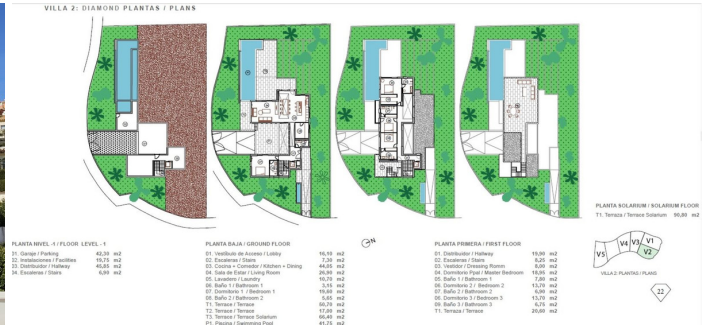 VILLA 2: DIAMOND PLANTAS / PLANS
PLANTA SOLARIUM / SOLARIUM FLOOR
T1. Terraza / Terrace Solarium 90,80 m2
PLANTA NIVEL -1 / FLOOR LEVEL - 1
01. Garaje / Parking 42,30 m2
02. Instalaciones / Facilities 19,75 m2
03. Distribuidor / Hallway 45,85 m2
04. Escaleras / Stairs 6,90 m2
PLANTA BAJA / GROUND FLOOR
01. Vestíbulo de Acceso / Lobby 16,10 m2
02. Escaleras / Stairs 7,30 m2
03. Cocina + Comedor / Kitchen + Dining 44,05 m2
04. Sala de Estar / Living Room 26,90 m2
05. Lavadero / Laundry 10,70 m2
06. Baño 1 / Bathroom 1 3,15 m2
07. Dormitorio 1 / Bedroom 1 19,60 m2
08. Baño 2 / Bathroom 2 5,65 m2
T1. Terrace / Terrace 50,70 m2
T2. Terrace / Terrace 17,60 m2
T3. Terrace / Terrace Solarium 66,40 m2
P1. Piscina / Swimming Pool 41,75 m2
N
PLANTA PRIMERA / FIRST FLOOR
01. Distribuidor / Hallway 19,90 m2
02. Escaleras / Stairs 8,25 m2
03. Vestidor / Dressing Romm 8,00 m2
04. Dormitorio Ppal / Master Bedroom 18,95 m2
05. Baño 1 / Bathroom 1 7,80 m2
06. Dormitorio 2 / Bedroom 2 13,70 m2
07. Baño 2 / Bathroom 2 6,90 m2
08. Dormitorio 3 / Bedroom 3 13,70 m2
09. Baño 3 / Bathroom 3 6,75 m2
T1. Terraza / Terrace 20,60 m2
V5
V4
V3
V1
V2
VILLA 2: PLANTAS / PLANS
22